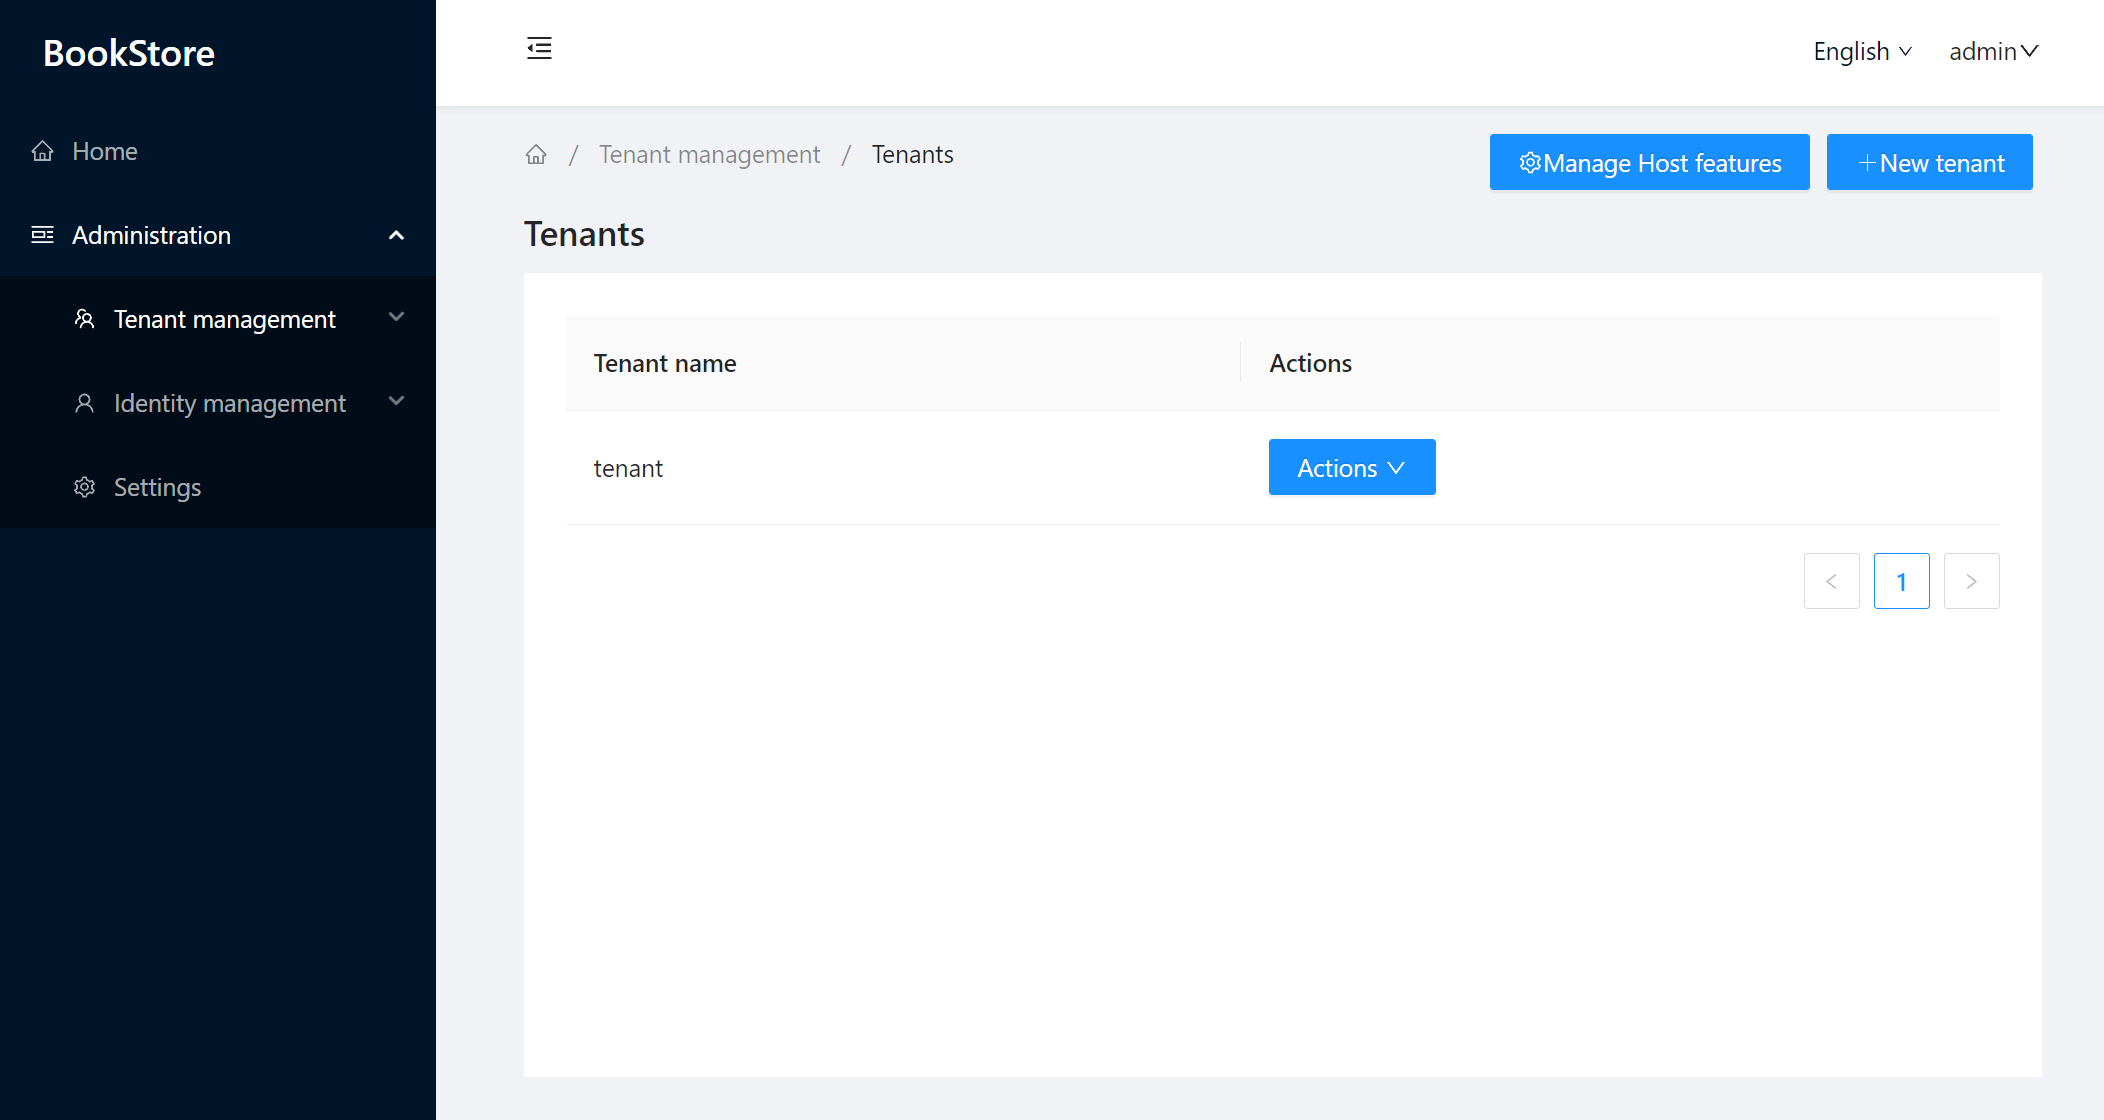 BookStore
Home
Administration
Tenant management
Identity management
Settings
English
admin
/ Tenant management / Tenants
Manage Host features
+New tenant
Tenants
Tenant name
Actions
tenant
Actions
< 1 >